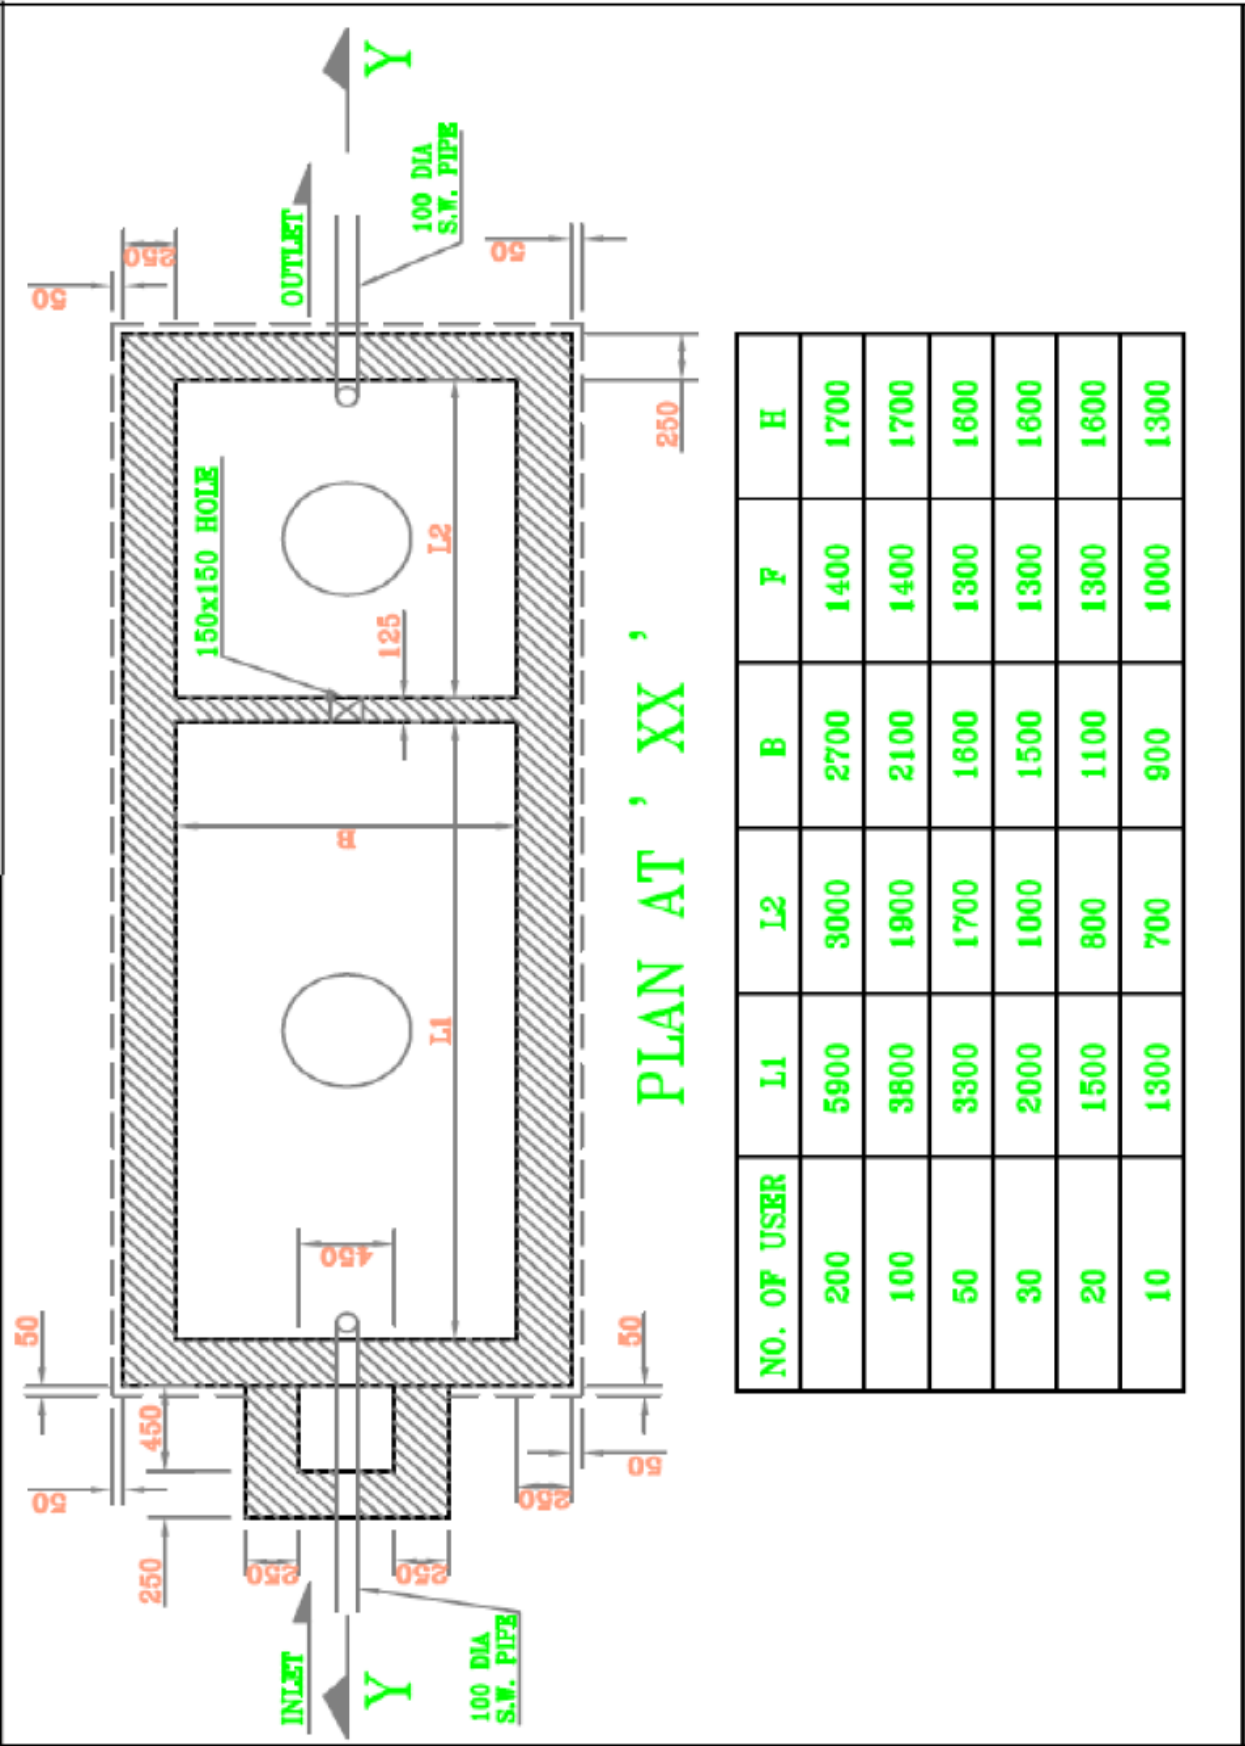 50
250
450
50
INLET
250
250
Y
100 DIA
S.W. PIPE
450
L1
B
150x150 HOLE
125
L2
50
250
OUTLET
Y
100 DIA
S.W. PIPE
50
250
50
250
50
PLAN AT ' XX '
NO. OF USER L1 L2 B F H
200 5900 3000 2700 1400 1700
100 3800 1900 2100 1400 1700
50 3300 1700 1600 1300 1600
30 2000 1000 1500 1300 1600
20 1500 800 1100 1300 1600
10 1300 700 900 1000 1300